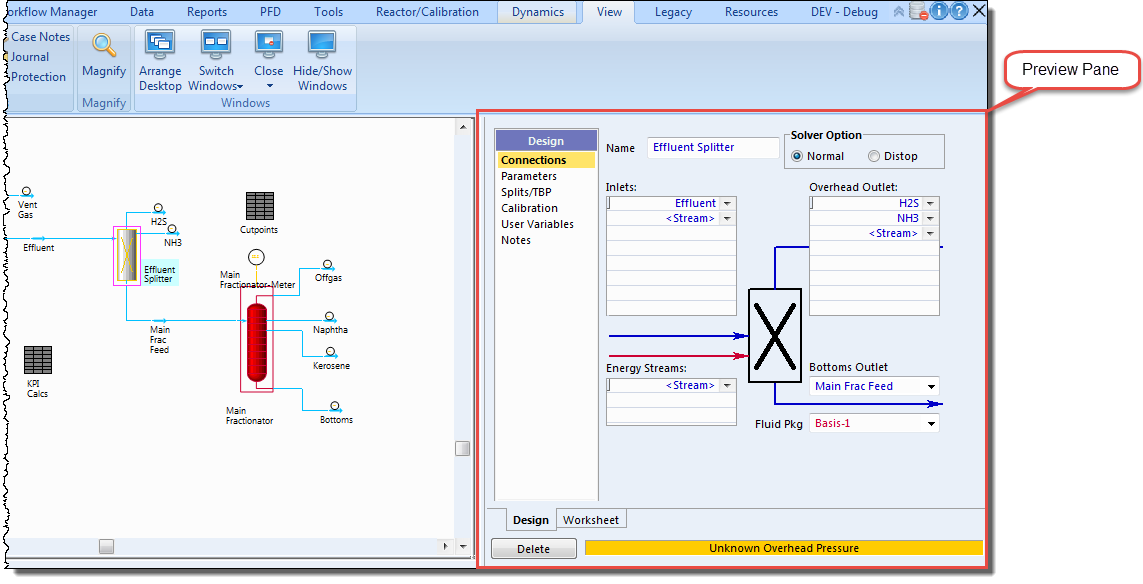 orkflow Manager Data Reports PFD Tools Reactor/Calibration Dynamics View Legacy Resources DEV - Debug
Case Notes
Journal
Protection
Magnify
Arrange Desktop
Switch Windows
Close
Hide/Show Windows
Magnify
Windows
Preview Pane
Vent
Gas
Effluent
H2S
NH3
Effluent
Splitter
Cutpoints
Main
Fractionator-Meter
Offgas
Naphtha
Kerosene
Main
Frac
Feed
KPI
Calcs
Main
Fractionator
Bottoms
Design
Connections
Parameters
Splits/TBP
Calibration
User Variables
Notes
Name Effluent Splitter
Solver Option
Normal Distop
Inlets:
Effluent
<Stream>
Overhead Outlet:
H2S
NH3
<Stream>
Energy Streams:
<Stream>
Bottoms Outlet
Main Frac Feed
Fluid Pkg Basis-1
Design Worksheet
Delete Unknown Overhead Pressure